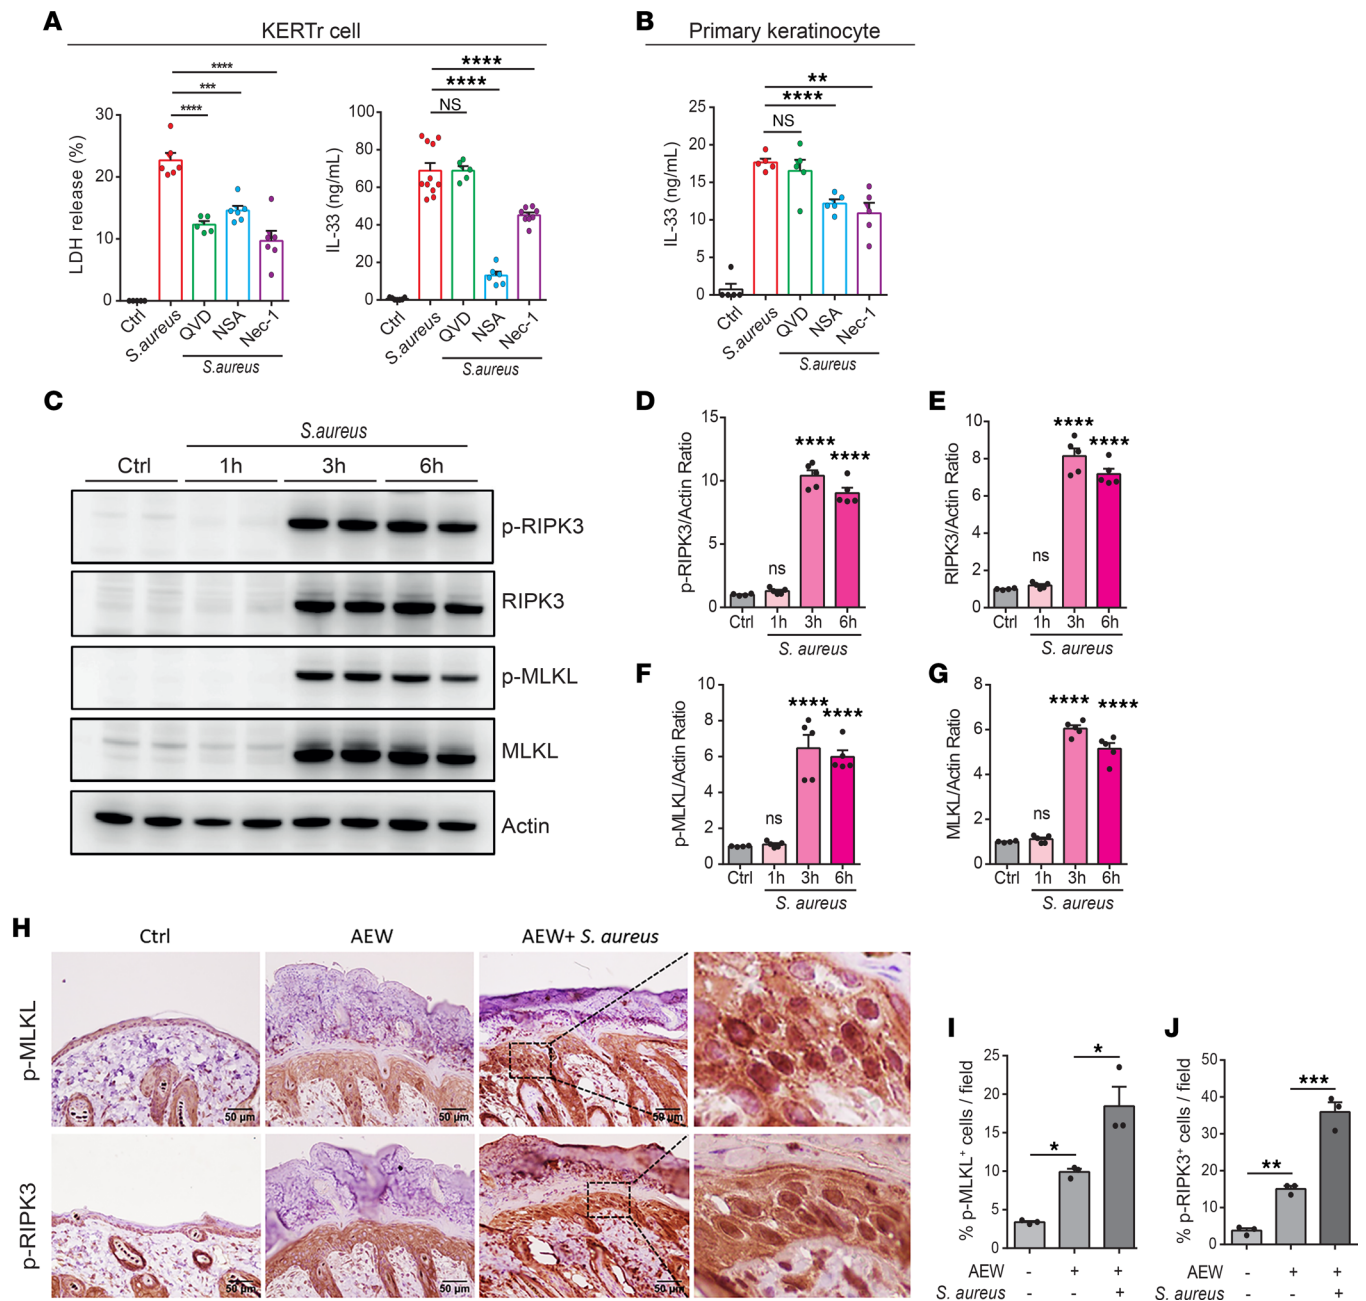 A
KERTr cell
B
Primary keratinocyte
****
***
****
LDH release (%)
30
20
10
0
Ctrl
S.aureus
QVD
NSA
Nec-1
S.aureus
****
****
NS
IL-33 (ng/mL)
100
80
60
40
20
0
Ctrl
S.aureus
QVD
NSA
Nec-1
S.aureus
**
****
NS
IL-33 (ng/mL)
25
20
15
10
5
0
Ctrl
S.aureus
QVD
NSA
Nec-1
S.aureus
C
S.aureus
Ctrl 1h 3h 6h
p-RIPK3
RIPK3
p-MLKL
MLKL
Actin
D
p-RIPK3/Actin Ratio
15
10
5
0
ns
****
****
Ctrl 1h 3h 6h
S. aureus
E
RIPK3/Actin Ratio
10
8
6
4
2
0
ns
****
****
Ctrl 1h 3h 6h
S. aureus
F
p-MLKL/Actin Ratio
10
8
6
4
2
0
ns
****
****
Ctrl 1h 3h 6h
S. aureus
G
MLKL/Actin Ratio
8
6
4
2
0
ns
****
****
Ctrl 1h 3h 6h
S. aureus
H
Ctrl
AEW
AEW+ S. aureus
p-MLKL
50 µm
50 µm
50 µm
p-RIPK3
50 µm
50 µm
50 µm
I
% p-MLKL+ cells / field
25
20
15
10
5
0
*
*
AEW - + +
S. aureus - - +
J
% p-RIPK3+ cells / field
50
40
30
20
10
0
**
***
AEW - + +
S. aureus - - +